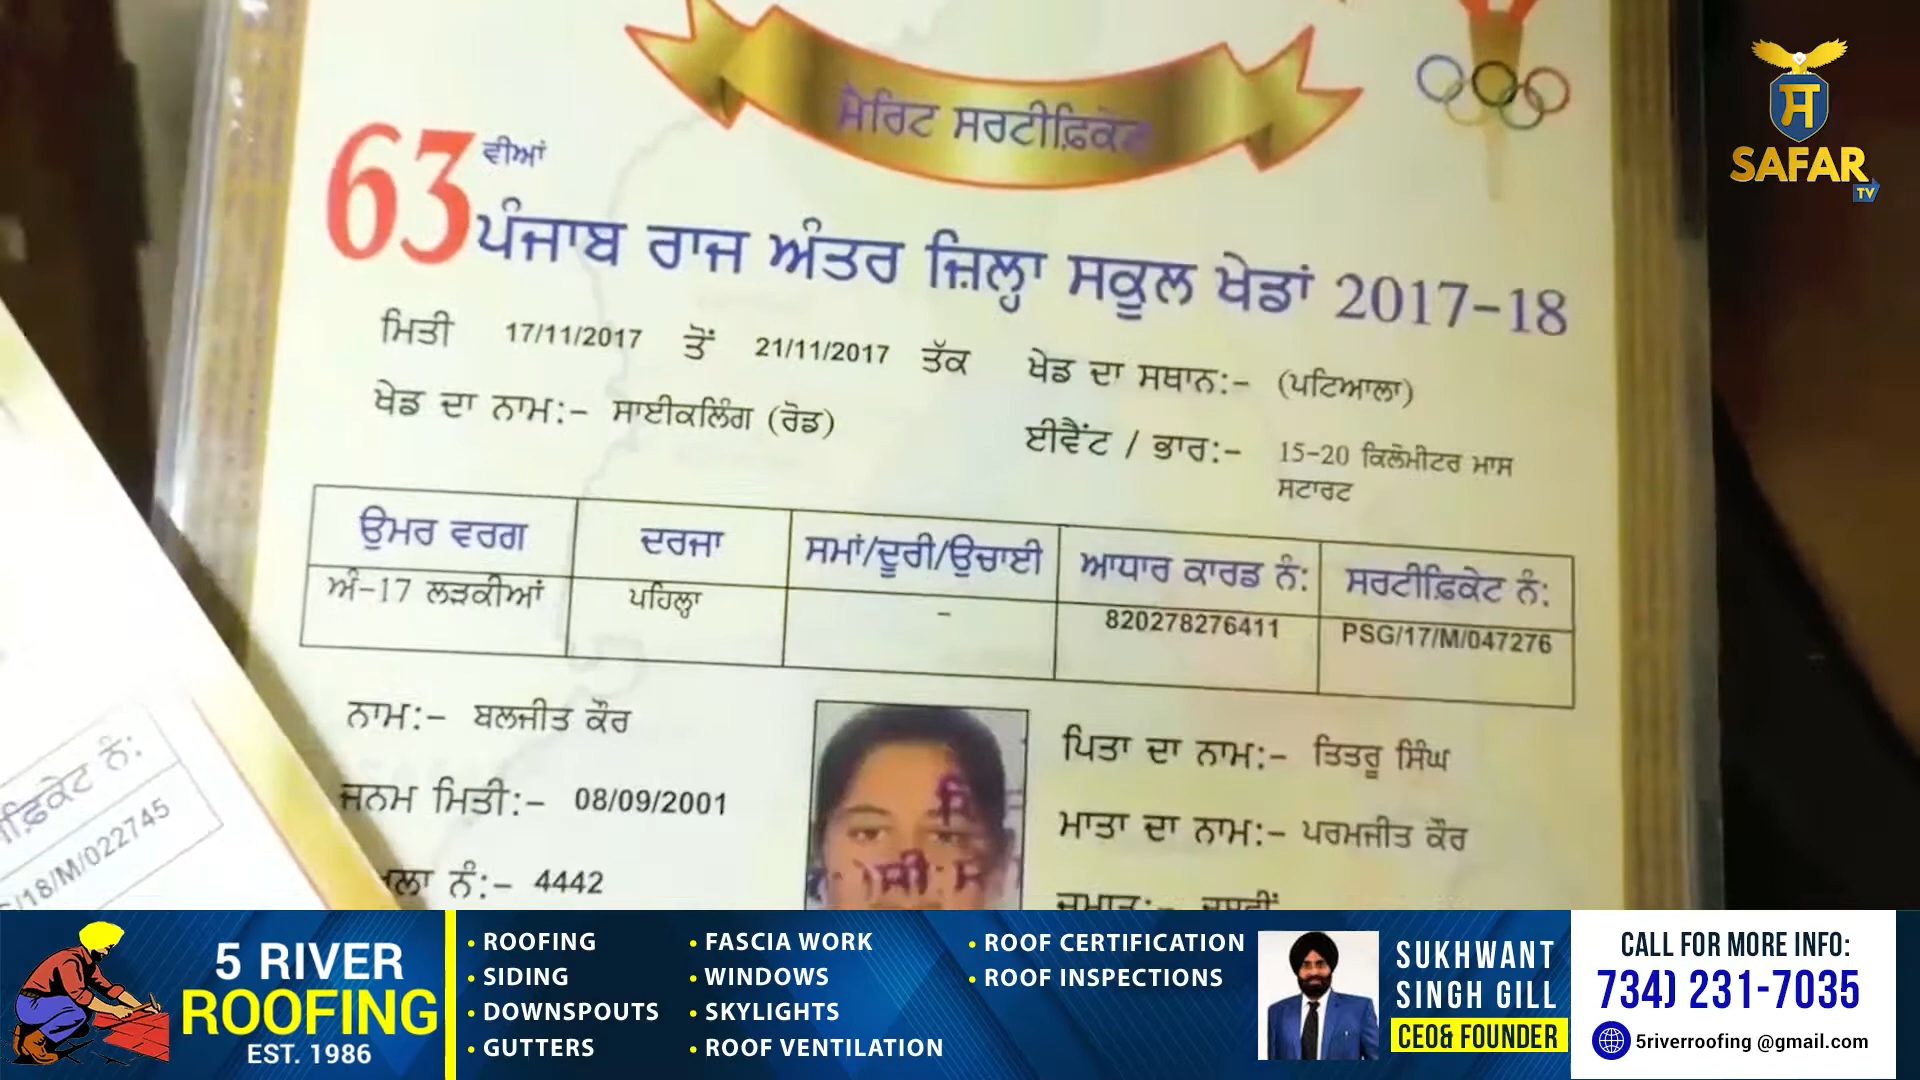 ਮੈਰਿਟ ਸਰਟੀਫ਼ਿਕੇਟ
63 ਵੀਆਂ
ਪੰਜਾਬ ਰਾਜ ਅੰਤਰ ਜ਼ਿਲ੍ਹਾ ਸਕੂਲ ਖੇਡਾਂ 2017-18
ਮਿਤੀ 17/11/2017 ਤੋਂ 21/11/2017 ਤੱਕ ਖੇਡ ਦਾ ਸਥਾਨ:- (ਪਟਿਆਲਾ)
ਖੇਡ ਦਾ ਨਾਮ:- ਸਾਈਕਲਿੰਗ (ਰੋਡ) ਈਵੈਂਟ / ਭਾਰ:- 15-20 ਕਿਲੋਮੀਟਰ ਮਾਸ
ਸਟਾਰਟ
ਉਮਰ ਵਰਗ ਦਰਜਾ ਸਮਾਂ/ਦੂਰੀ/ਉਚਾਈ ਆਧਾਰ ਕਾਰਡ ਨੰ: ਸਰਟੀਫ਼ਿਕੇਟ ਨੰ:
ਅੰ-17 ਲੜਕੀਆਂ ਪਹਿਲ੍ਹਾ - 820278276411 PSG/17/M/047276
ਨਾਮ:- ਬਲਜੀਤ ਕੌਰ
ਪਿਤਾ ਦਾ ਨਾਮ:- ਤਿਤਰੂ ਸਿੰਘ
ਜਨਮ ਮਿਤੀ:- 08/09/2001
ਮਾਤਾ ਦਾ ਨਾਮ:- ਪਰਮਜੀਤ ਕੌਰ
ਨੰ:- 4442
ਨੰ:
/18/M/022745
ਸ
SAFAR
TV
5 RIVER
ROOFING
EST. 1986
• ROOFING
• SIDING
• DOWNSPOUTS
• GUTTERS
• FASCIA WORK
• WINDOWS
• SKYLIGHTS
• ROOF VENTILATION
• ROOF CERTIFICATION
• ROOF INSPECTIONS
SUKHWANT
SINGH GILL
CEO& FOUNDER
CALL FOR MORE INFO:
734) 231-7035
5riverroofing @gmail.com